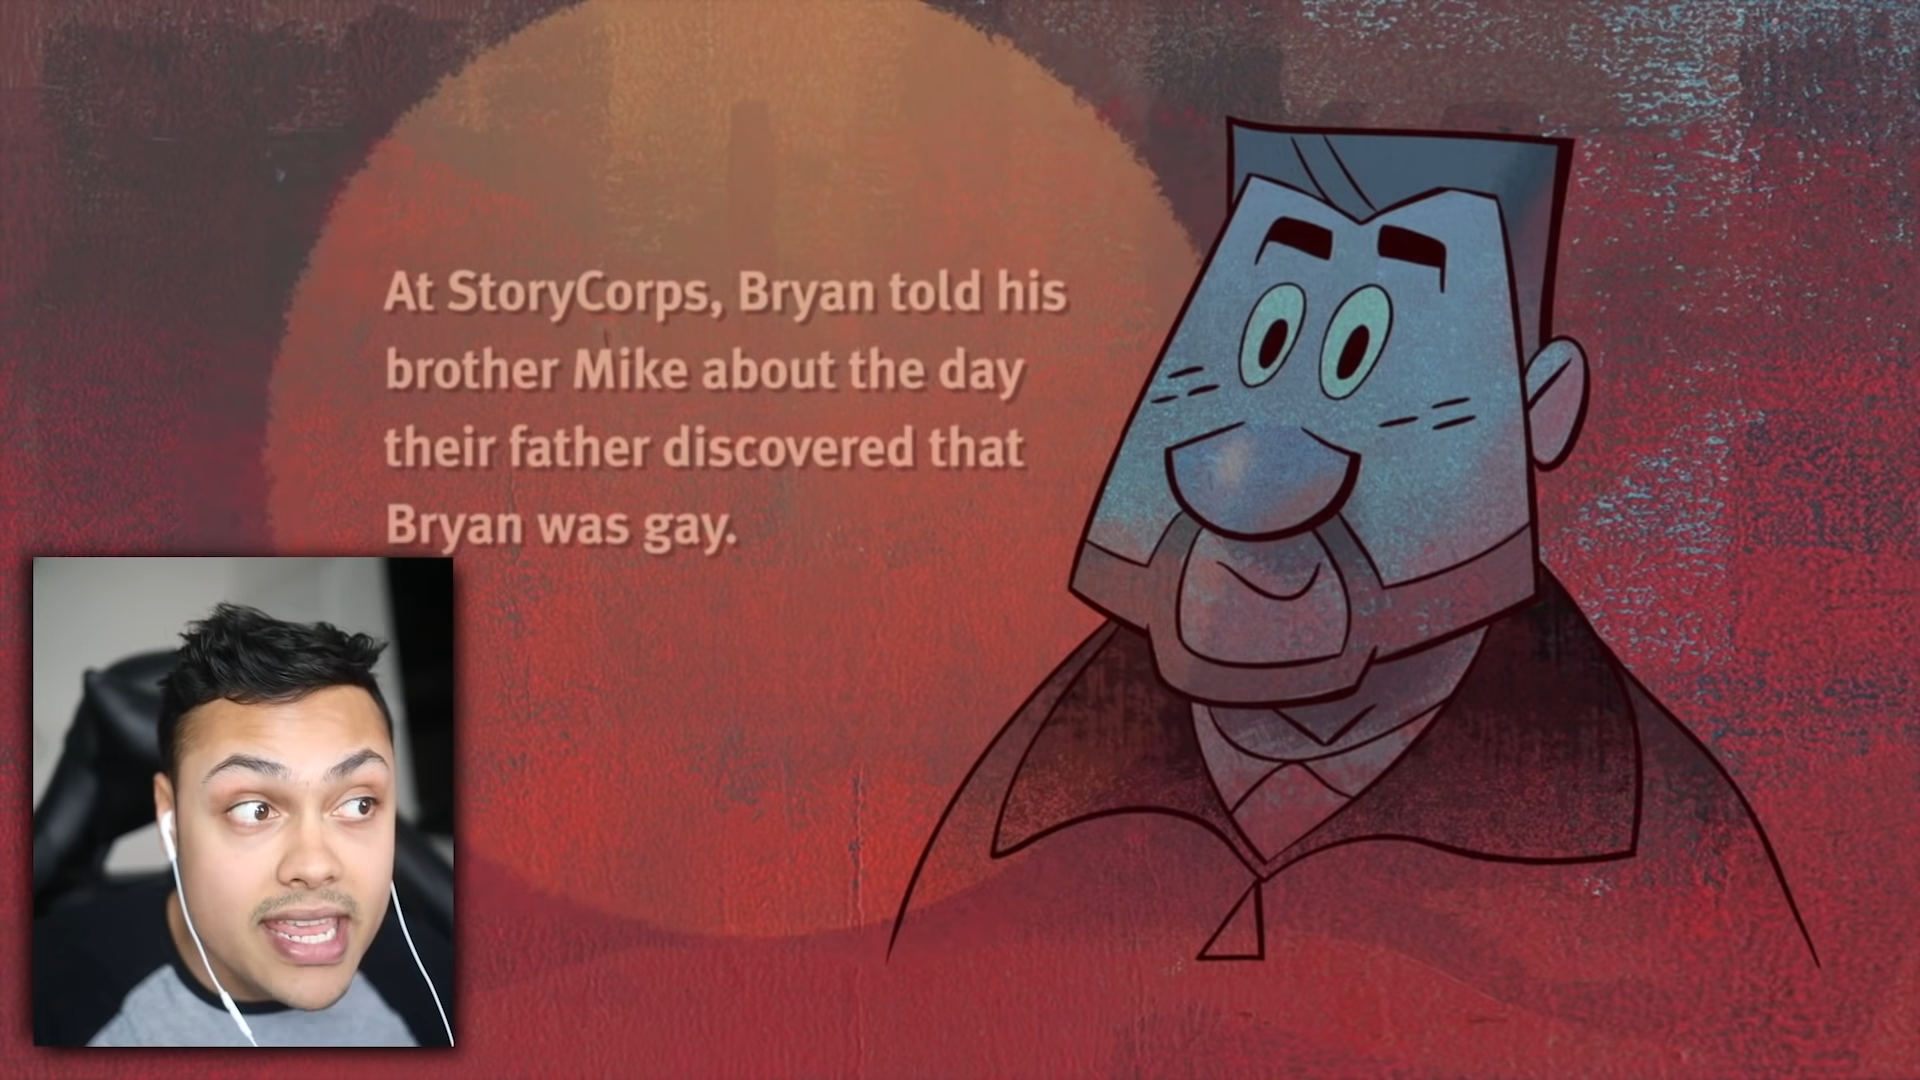 At StoryCorps, Bryan told his
brother Mike about the day
their father discovered that
Bryan was gay.